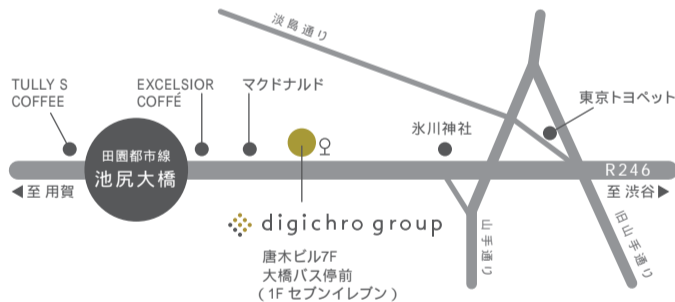 淡島通り
TULLY S
COFFEE
EXCELSIOR
COFFÉ
マクドナルド
東京トヨペット
氷川神社
田園都市線
池尻大橋
R246
至 用賀
至 渋谷
digichro group
山手通り
旧山手通り
唐木ビル7F
大橋バス停前
(1F セブンイレブン)